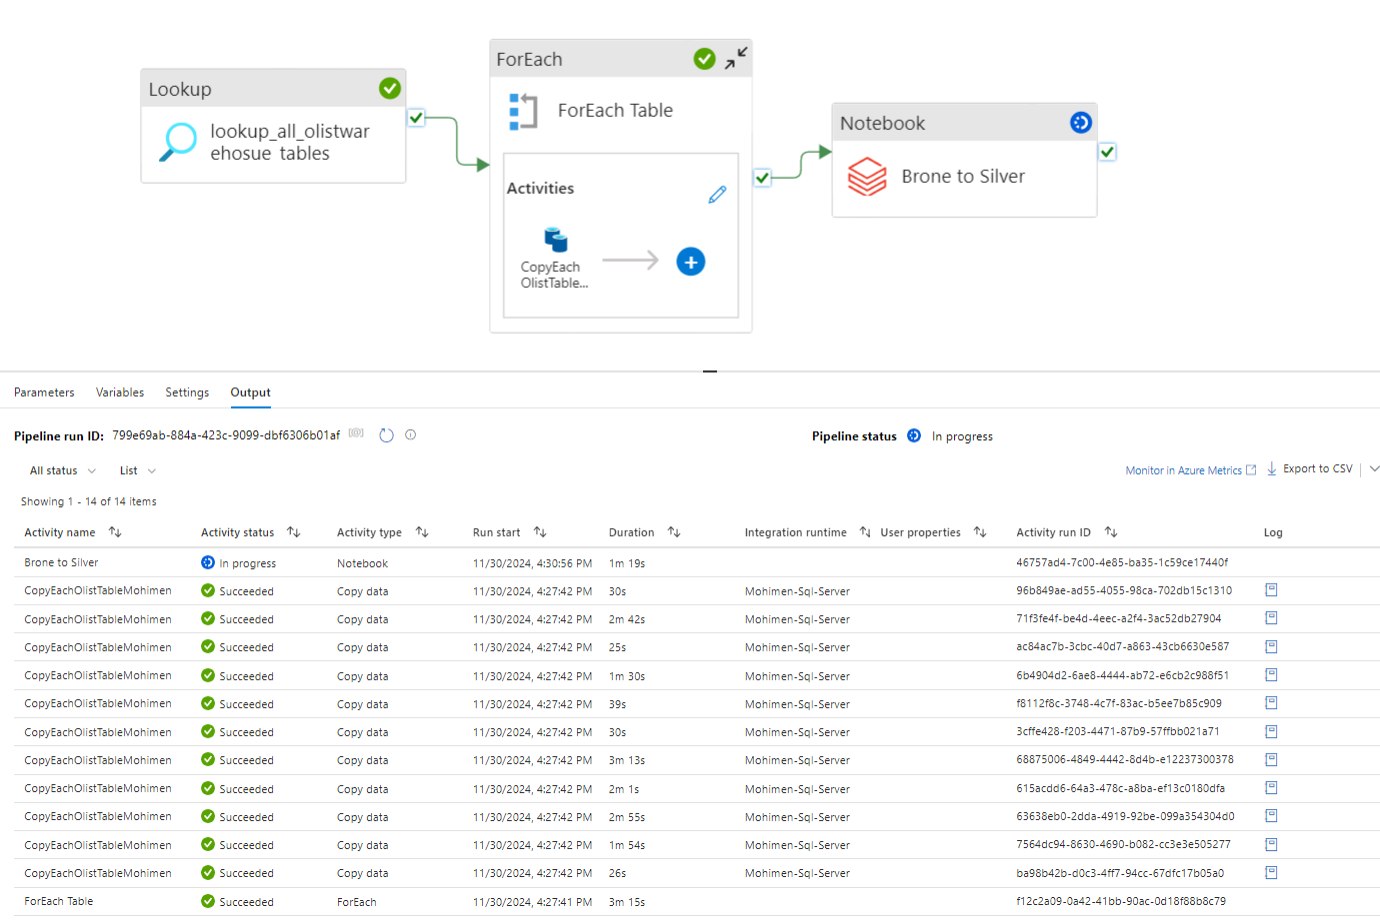 Lookup
lookup_all_olistwar
ehosue tables
ForEach
ForEach Table
Activities
CopyEach
OlistTable...
Notebook
Brone to Silver
Parameters Variables Settings Output
Pipeline run ID: 799e69ab-884a-423c-9099-dbf6306b01af Pipeline status In progress
All status List Monitor in Azure Metrics Export to CSV
Showing 1 - 14 of 14 items
Activity name Activity status Activity type Run start Duration Integration runtime User properties Activity run ID Log
Brone to Silver In progress Notebook 11/30/2024, 4:30:56 PM 1m 19s 46757ad4-7c00-4e85-ba35-1c59ce17440f
CopyEachOlistTableMohimen Succeeded Copy data 11/30/2024, 4:27:42 PM 30s Mohimen-Sql-Server 96b849ae-ad55-4055-98ca-702db15c1310
CopyEachOlistTableMohimen Succeeded Copy data 11/30/2024, 4:27:42 PM 2m 42s Mohimen-Sql-Server 71f3fe4f-be4d-4eec-a2f4-3ac52db27904
CopyEachOlistTableMohimen Succeeded Copy data 11/30/2024, 4:27:42 PM 25s Mohimen-Sql-Server ac84ac7b-3cbc-40d7-a863-43cb6630e587
CopyEachOlistTableMohimen Succeeded Copy data 11/30/2024, 4:27:42 PM 1m 30s Mohimen-Sql-Server 6b4904d2-6ae8-4444-ab72-e6cb2c988f51
CopyEachOlistTableMohimen Succeeded Copy data 11/30/2024, 4:27:42 PM 39s Mohimen-Sql-Server f8112f8c-3748-4c7f-83ac-b5ee7b85c909
CopyEachOlistTableMohimen Succeeded Copy data 11/30/2024, 4:27:42 PM 30s Mohimen-Sql-Server 3cffe428-f203-4471-87b9-57ffbb021a71
CopyEachOlistTableMohimen Succeeded Copy data 11/30/2024, 4:27:42 PM 3m 13s Mohimen-Sql-Server 68875006-4849-4442-8d4b-e12237300378
CopyEachOlistTableMohimen Succeeded Copy data 11/30/2024, 4:27:42 PM 2m 1s Mohimen-Sql-Server 615acdd6-64a3-478c-a8ba-ef13c0180dfa
CopyEachOlistTableMohimen Succeeded Copy data 11/30/2024, 4:27:42 PM 2m 55s Mohimen-Sql-Server 63638eb0-2dda-4919-92be-099a354304d0
CopyEachOlistTableMohimen Succeeded Copy data 11/30/2024, 4:27:42 PM 1m 54s Mohimen-Sql-Server 7564dc94-8630-4690-b082-cc3e3e505277
CopyEachOlistTableMohimen Succeeded Copy data 11/30/2024, 4:27:42 PM 26s Mohimen-Sql-Server ba98b42b-d0c3-4ff7-94cc-67dfc17b05a0
ForEach Table Succeeded ForEach 11/30/2024, 4:27:41 PM 3m 15s f12c2a09-0a42-41bb-90ac-0d18f88b8c79